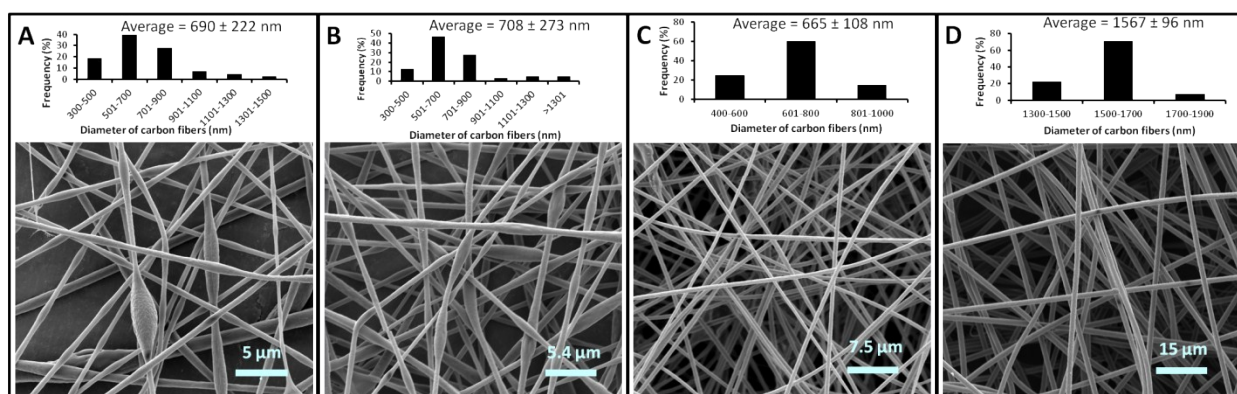 A
Average = 690 ± 222 nm
Frequency (%)
40
30
20
10
0
300-500
501-700
701-900
901-1100
1101-1300
1301-1500
Diameter of carbon fibers (nm)
5 µm
B
Average = 708 ± 273 nm
Frequency (%)
50
40
30
20
10
0
300-500
501-700
701-900
901-1100
1101-1300
>1301
Diameter of carbon fibers (nm)
5.4 µm
C
Average = 665 ± 108 nm
Frequency (%)
80
60
40
20
0
400-600
601-800
801-1000
Diameter of carbon fibers (nm)
7.5 µm
D
Average = 1567 ± 96 nm
Frequency (%)
80
60
40
20
0
1300-1500
1500-1700
1700-1900
Diameter of carbon fibers (nm)
15 µm